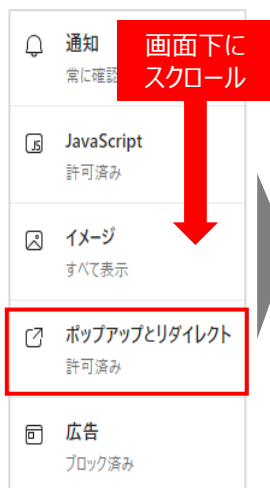 通知
画面下に
常に確認
スクロール
JavaScript
許可済み
イメージ
すべて表示
ポップアップとリダイレクト
許可済み
広告
ブロック済み